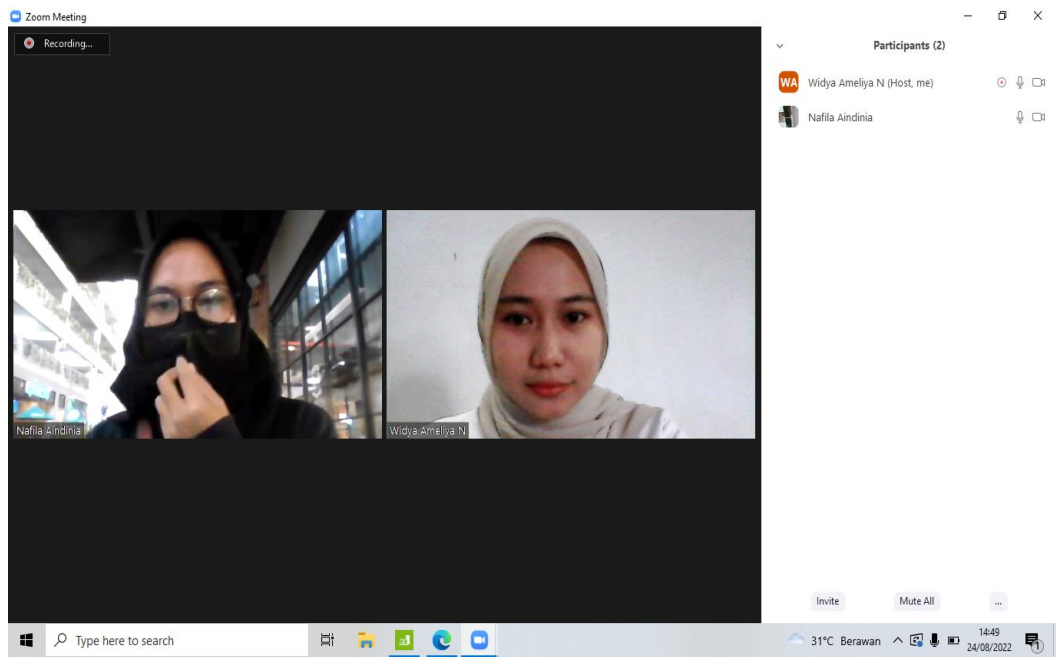 Zoom Meeting
Recording...
Participants (2)
WA Widya Ameliya N (Host, me)
Nafila Aindinia
Nafila Aindinia
Widya Ameliya N
Invite Mute All ...
Type here to search
31°C Berawan
14:49
24/08/2022
1